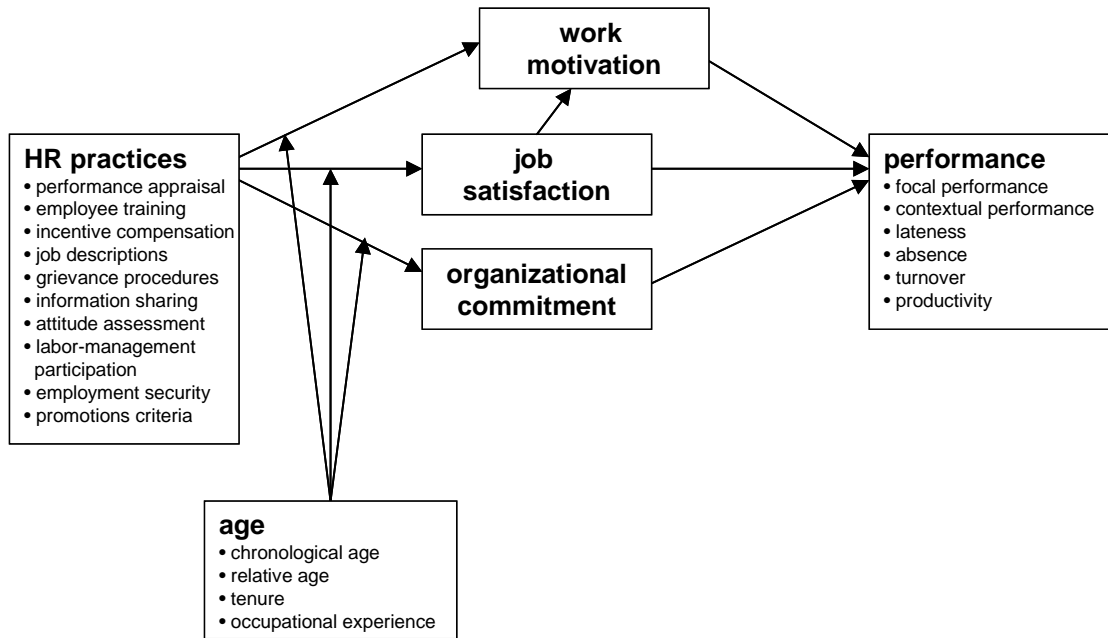 work
motivation
HR practices
• performance appraisal
• employee training
• incentive compensation
• job descriptions
• grievance procedures
• information sharing
• attitude assessment
• labor-management
participation
• employment security
• promotions criteria
job
satisfaction
organizational
commitment
performance
• focal performance
• contextual performance
• lateness
• absence
• turnover
• productivity
age
• chronological age
• relative age
• tenure
• occupational experience